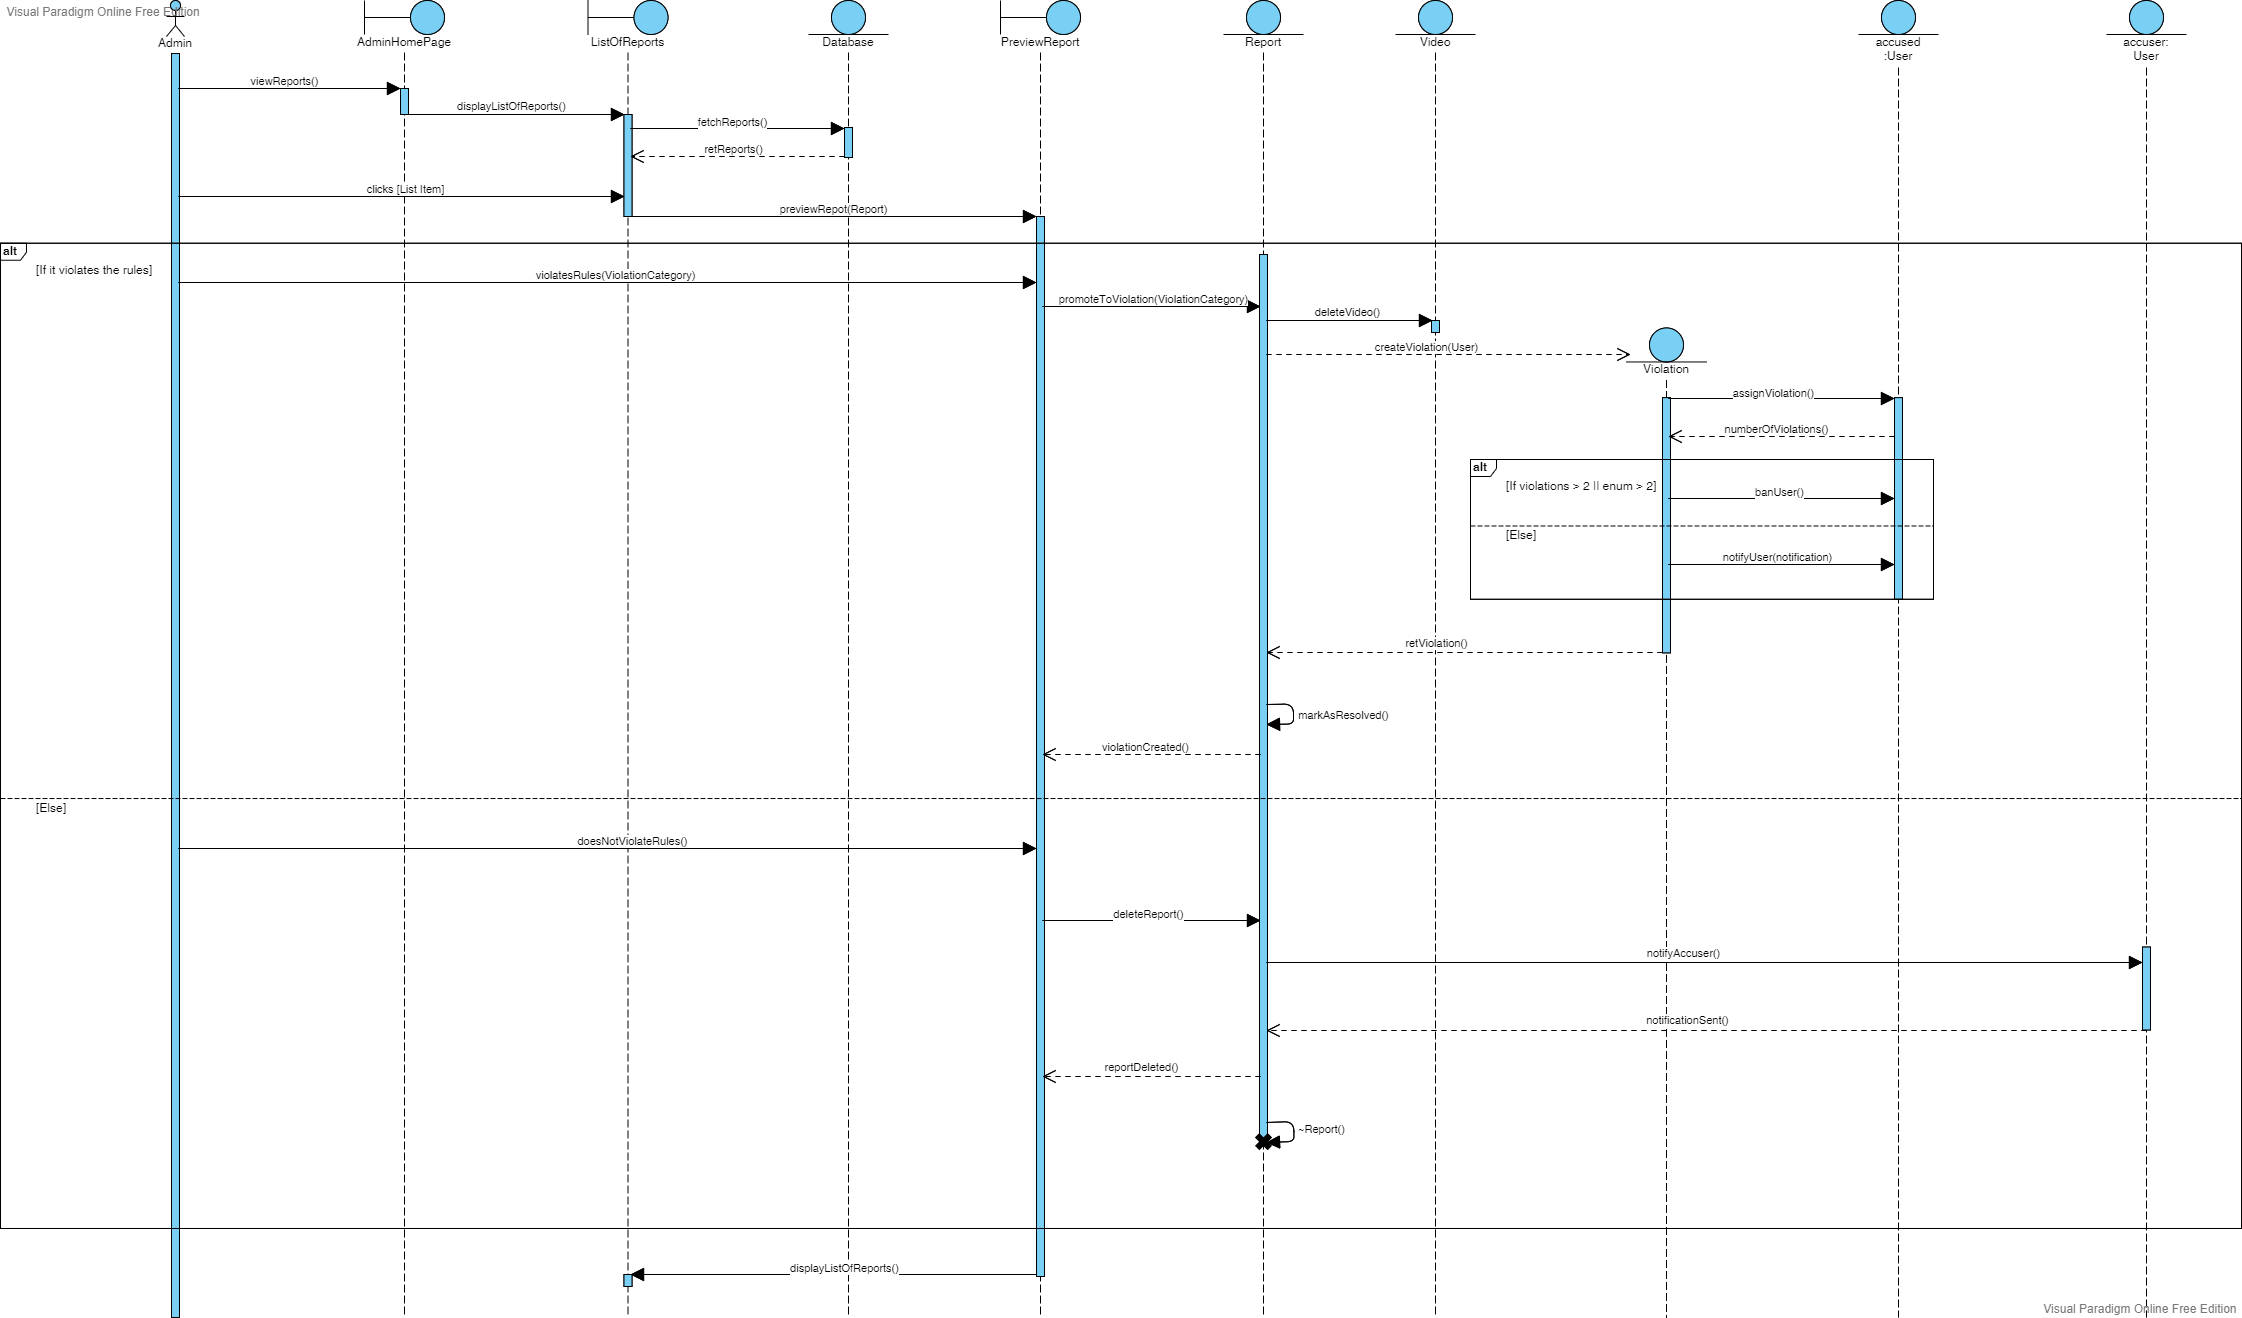 Visual Paradigm Online Free Edition
Admin
AdminHomePage
ListOfReports
Database
PreviewReport
Report
Video
accused
:User
accuser:
User
viewReports()
displayListOfReports()
fetchReports()
retReports()
clicks [List Item]
previewRepot(Report)
alt
[If it violates the rules]
violatesRules(ViolationCategory)
promoteToViolation(ViolationCategory)
deleteVideo()
createViolation(User)
Violation
assignViolation()
numberOfViolations()
alt
[If violations > 2 || enum > 2]
banUser()
[Else]
notifyUser(notification)
retViolation()
markAsResolved()
violationCreated()
[Else]
doesNotViolateRules()
deleteReport()
notifyAccuser()
notificationSent()
reportDeleted()
~Report()
displayListOfReports()
Visual Paradigm Online Free Edition